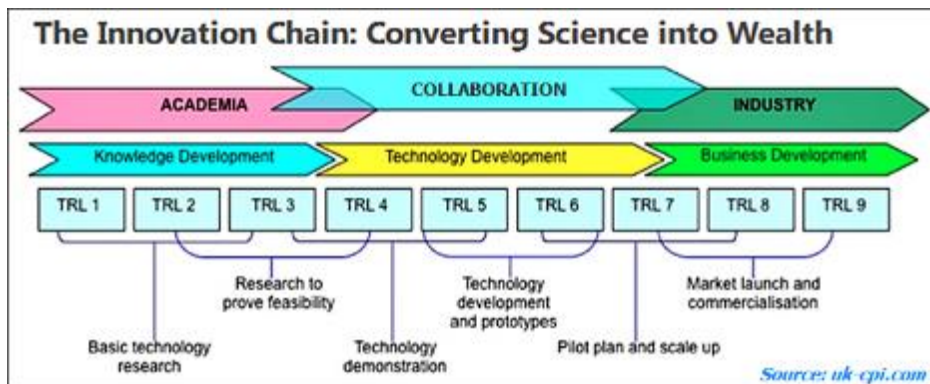 The Innovation Chain: Converting Science into Wealth
COLLABORATION
ACADEMIA
INDUSTRY
Knowledge Development
Technology Development
Business Development
TRL 1
TRL 2
TRL 3
TRL 4
TRL 5
TRL 6
TRL 7
TRL 8
TRL 9
Research to
prove feasibility
Technology
development
and prototypes
Market launch and
commercialisation
Basic technology
research
Technology
demonstration
Pilot plan and scale up
Source: uk-cpi.com